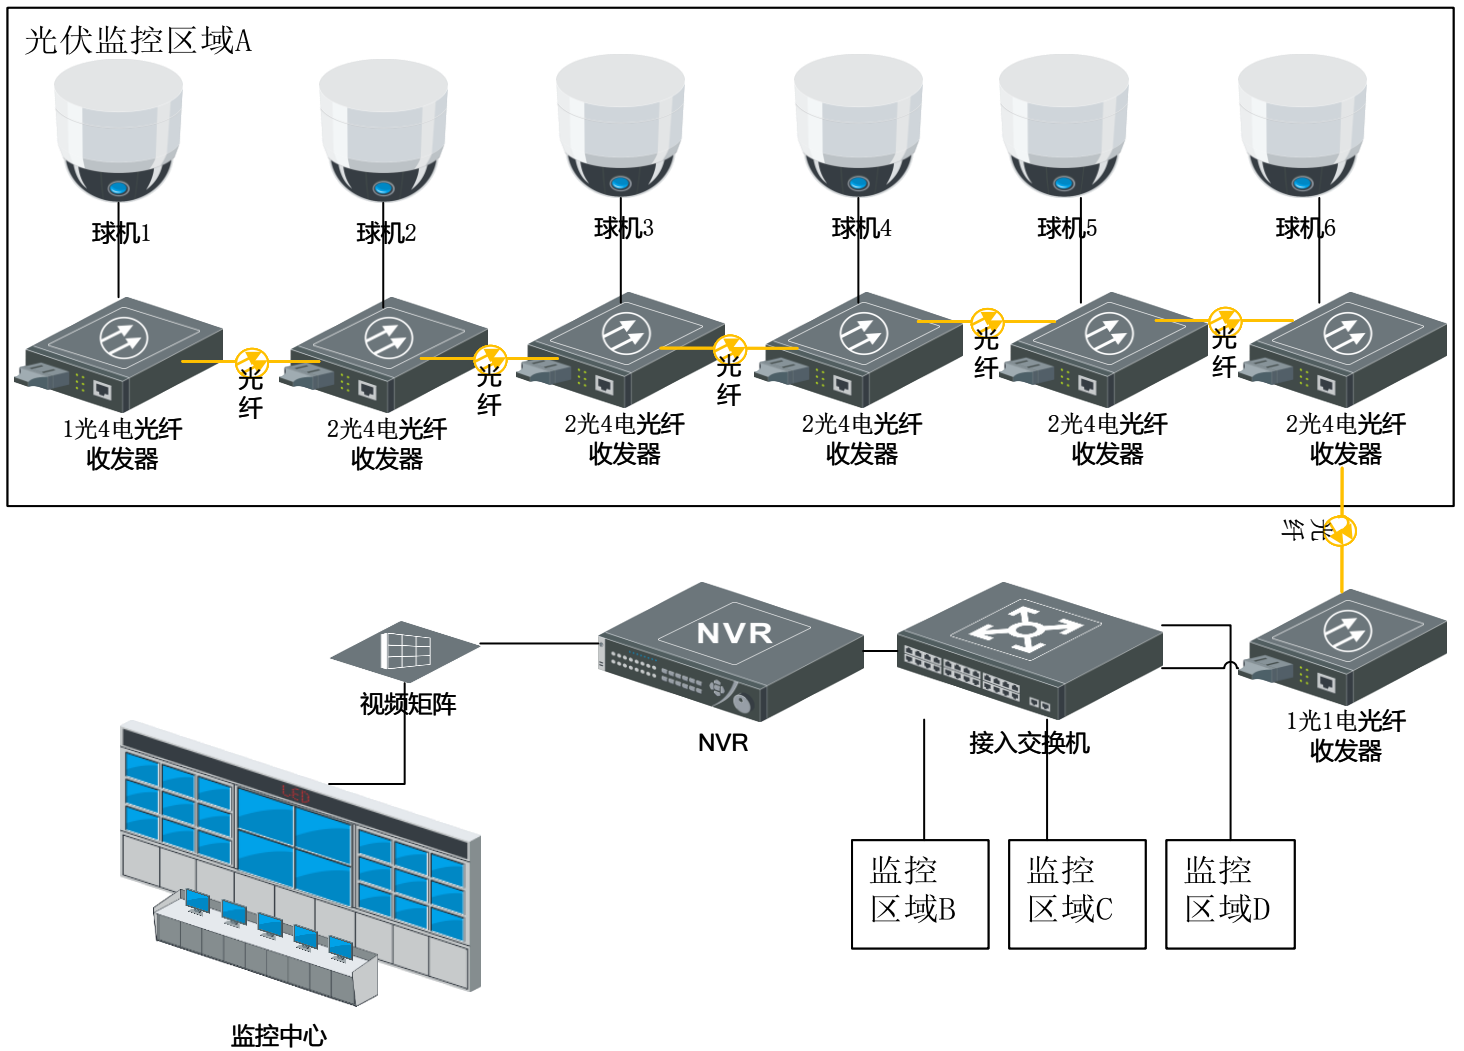 光伏监控区域A
球机1
球机2
球机3
球机4
球机5
球机6
光
纤
光
纤
光
纤
光
纤
光
纤
1光4电光纤
收发器
2光4电光纤
收发器
2光4电光纤
收发器
2光4电光纤
收发器
2光4电光纤
收发器
2光4电光纤
收发器
光
纤
NVR
视频矩阵
NVR
接入交换机
1光1电光纤
收发器
LED
监控
区域B
监控
区域C
监控
区域D
监控中心